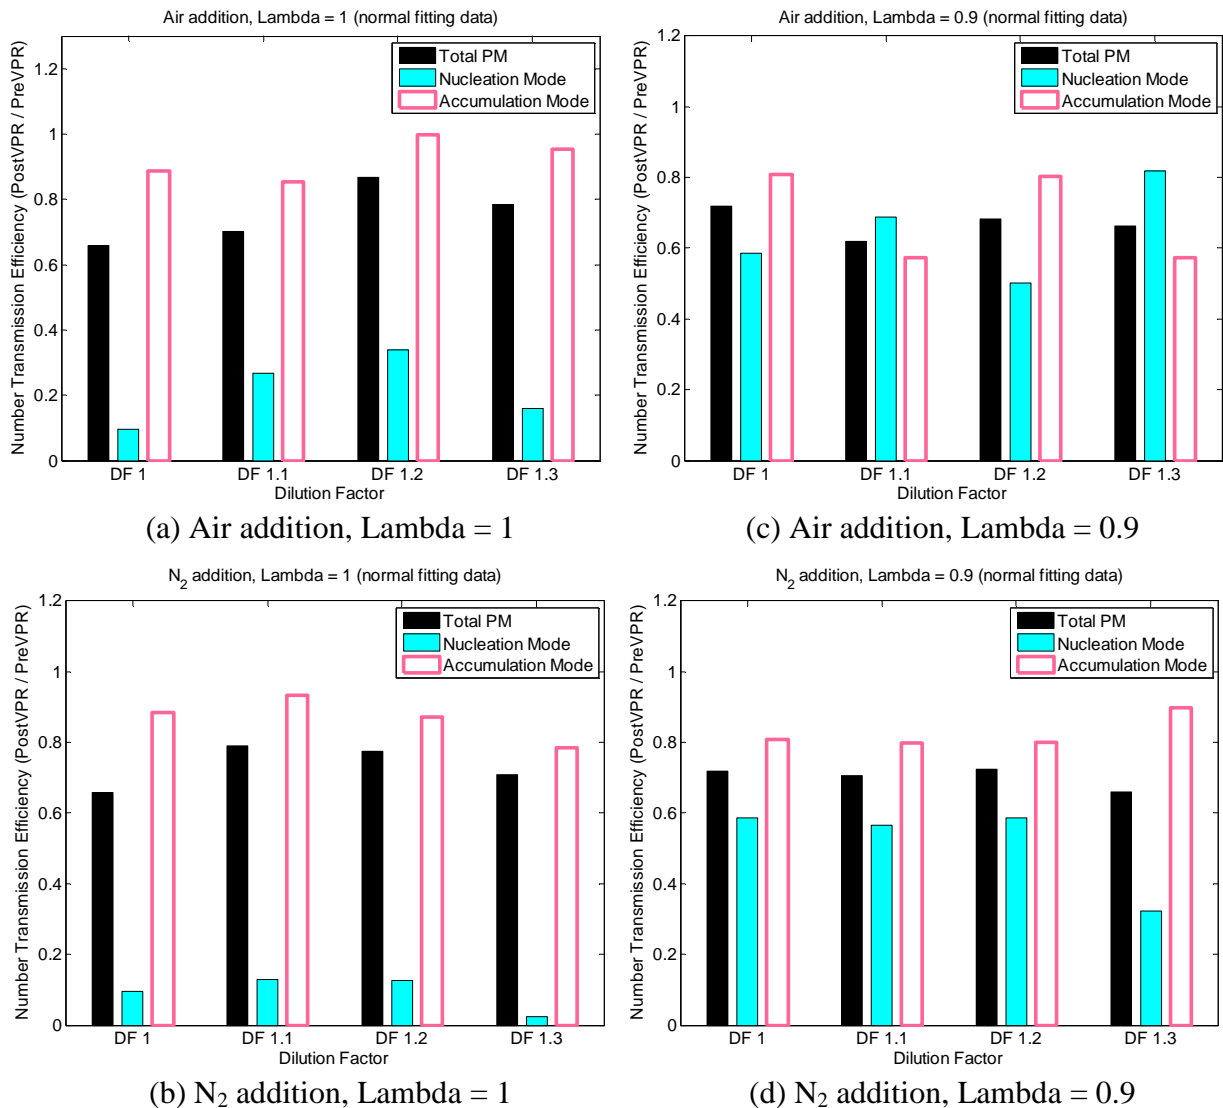 Air addition, Lambda = 1 (normal fitting data)
Number Transmission Efficiency (PostVPR / PreVPR)
1.2
1
0.8
0.6
0.4
0.2
0
Total PM
Nucleation Mode
Accumulation Mode
DF 1 DF 1.1 DF 1.2 DF 1.3
Dilution Factor
(a) Air addition, Lambda = 1
Air addition, Lambda = 0.9 (normal fitting data)
Number Transmission Efficiency (PostVPR / PreVPR)
1.2
1
0.8
0.6
0.4
0.2
0
Total PM
Nucleation Mode
Accumulation Mode
DF 1 DF 1.1 DF 1.2 DF 1.3
Dilution Factor
(c) Air addition, Lambda = 0.9
N2 addition, Lambda = 1 (normal fitting data)
Number Transmission Efficiency (PostVPR / PreVPR)
1.2
1
0.8
0.6
0.4
0.2
0
Total PM
Nucleation Mode
Accumulation Mode
DF 1 DF 1.1 DF 1.2 DF 1.3
Dilution Factor
(b) N2 addition, Lambda = 1
N2 addition, Lambda = 0.9 (normal fitting data)
Number Transmission Efficiency (PostVPR / PreVPR)
1.2
1
0.8
0.6
0.4
0.2
0
Total PM
Nucleation Mode
Accumulation Mode
DF 1 DF 1.1 DF 1.2 DF 1.3
Dilution Factor
(d) N2 addition, Lambda = 0.9